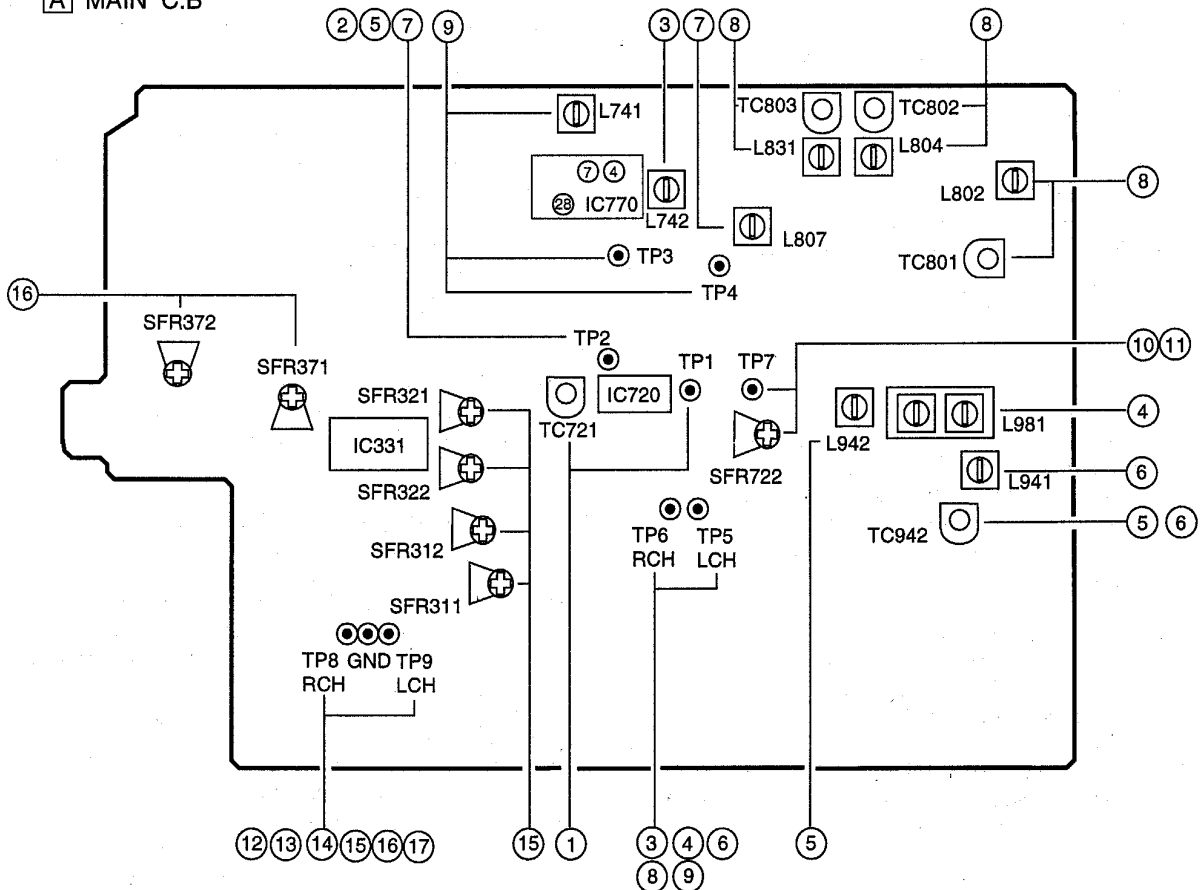 A MAIN C.B
2 5 7 9 3 7 8 8
L741 TC803 TC802
L831 L804
7 4
28 IC770
L742
L802 8
L807
TC801
TP3
TP4
16
SFR372
SFR371
TP2
TP1 TP7
10 11
SFR321
IC720
TC721
L981 4
L942
IC331
SFR322
SFR722
L941 6
SFR312
TP6 TP5
RCH LCH
TC942 5 6
SFR311
TP8 GND TP9
RCH LCH
12 13 14 15 16 17 15 1 3 4 6 5
8 9